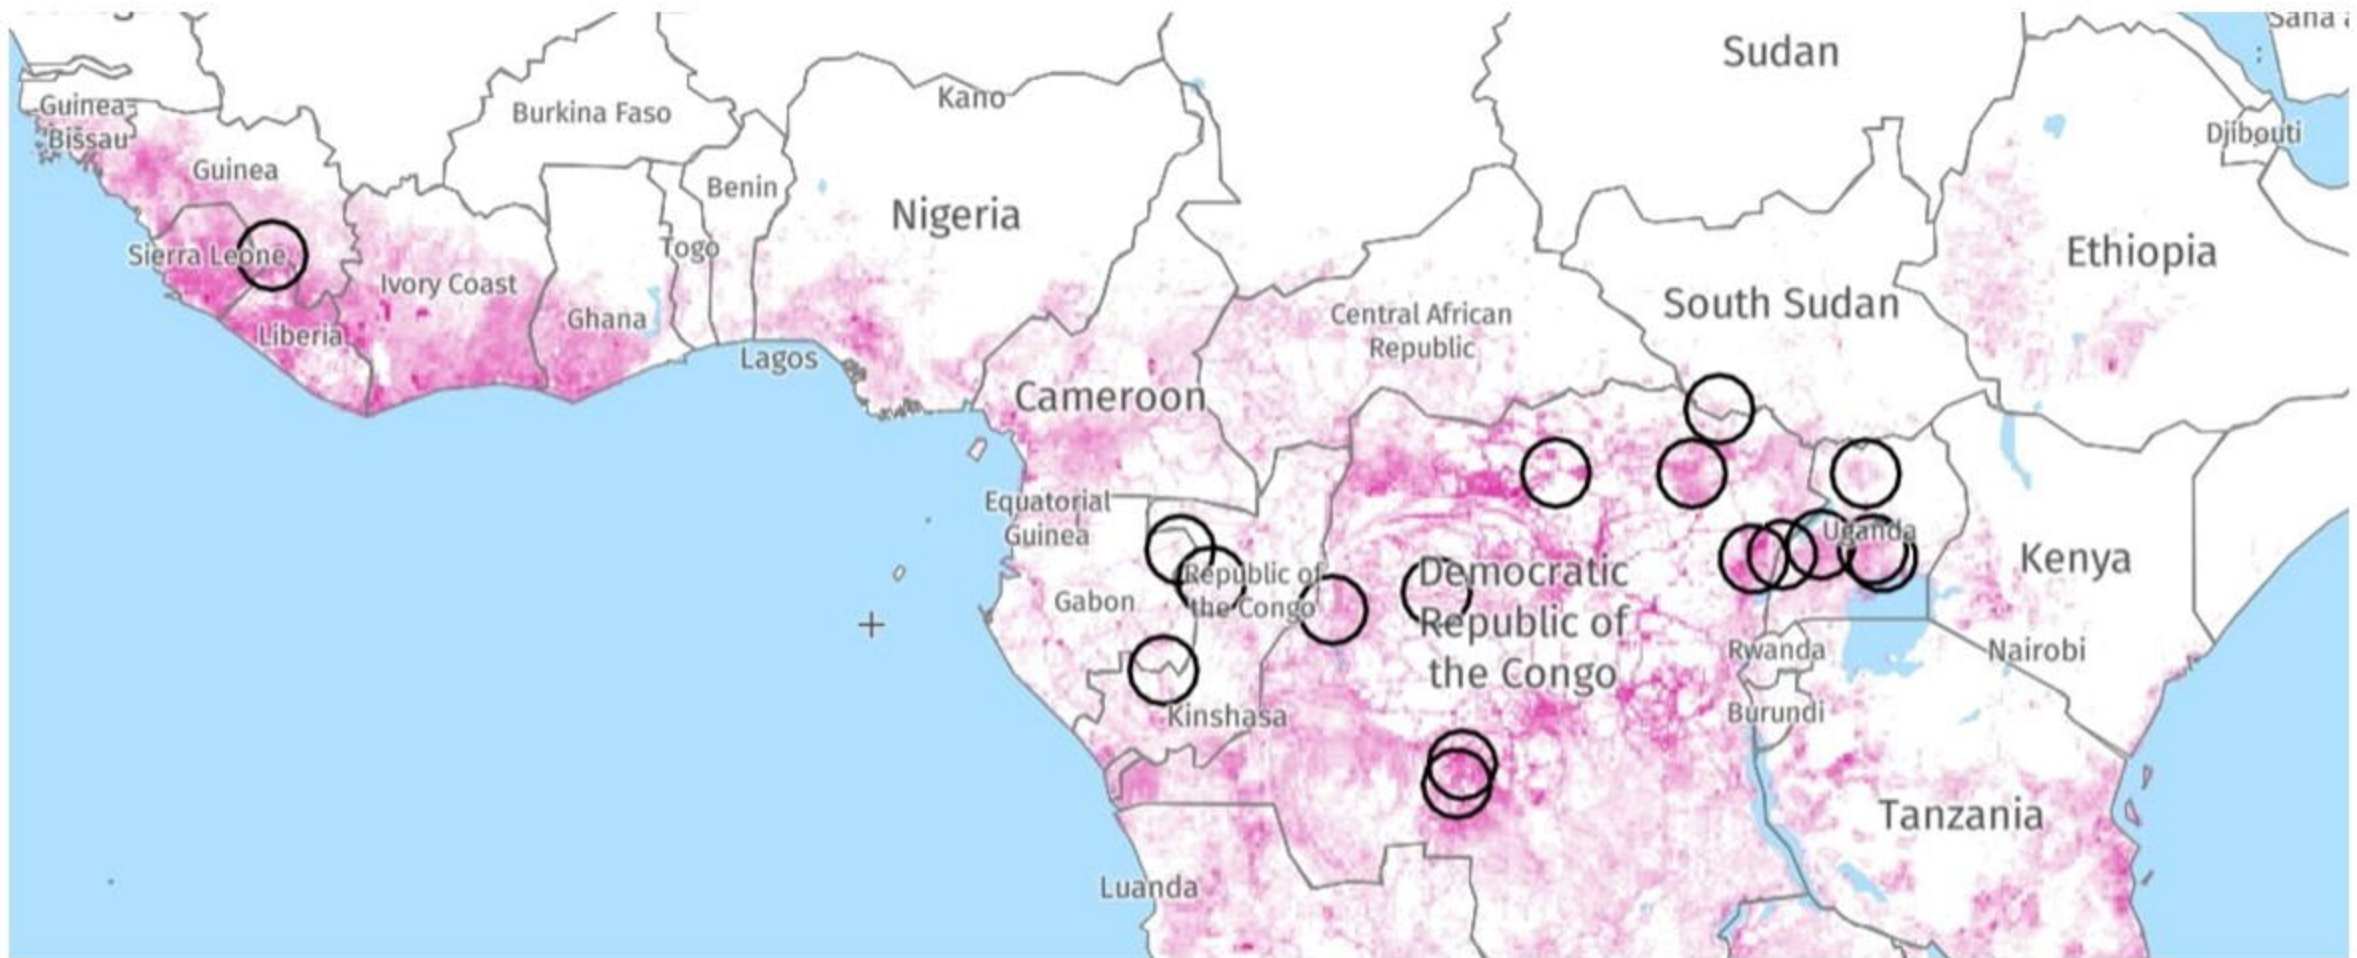 Sudan
Guinea-
Bissau
Burkina Faso
Kano
Djibouti
Guinea
Benin
Nigeria
Sierra Leone
Togo
Ethiopia
Ivory Coast
South Sudan
Ghana
Central African
Republic
Liberia
Lagos
Cameroon
Equatorial
Guinea
Uganda
Kenya
Republic of
the Congo
Gabon
Democratic
Republic of
the Congo
Rwanda
Nairobi
Kinshasa
Burundi
Tanzania
Luanda